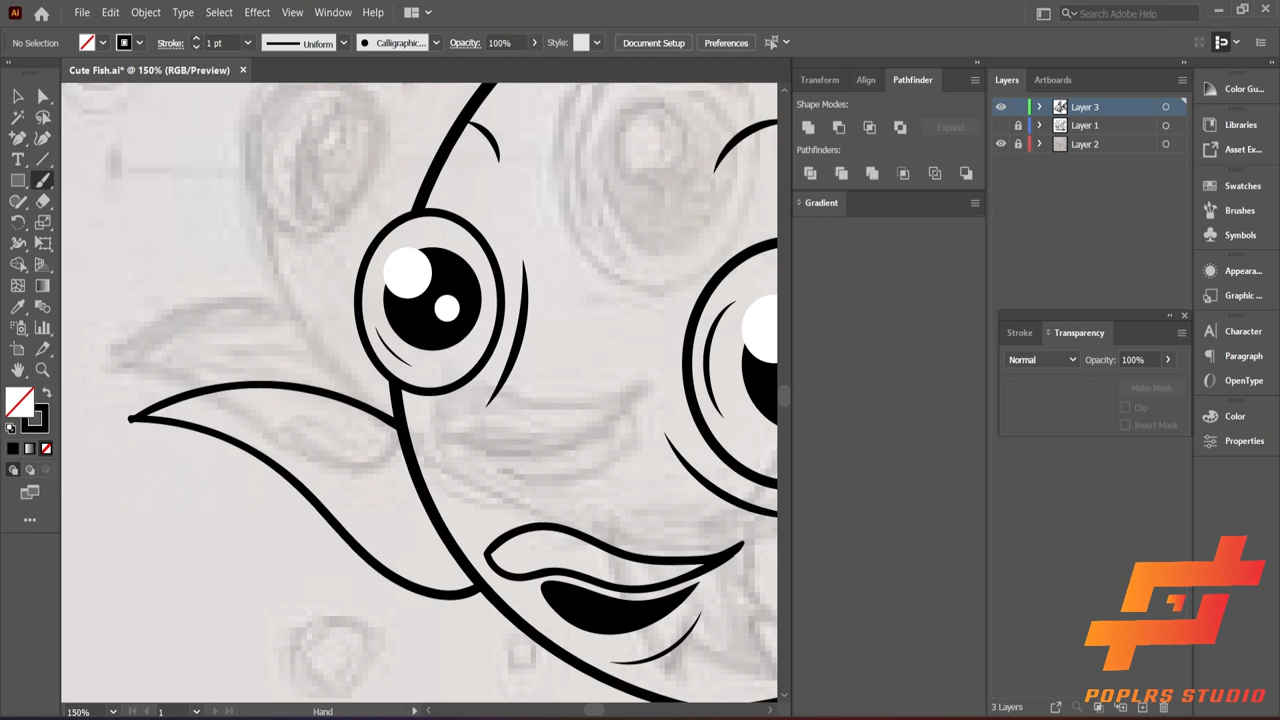 Ai File Edit Object Type Select Effect View Window Help Search Adobe Help
No Selection Stroke: 1 pt Uniform Calligraphic... Opacity: 100% Style: Document Setup Preferences
Cute Fish.ai* @ 150% (RGB/Preview)
Transform Align Pathfinder
Shape Modes:
Expand
Pathfinders:
Gradient
Layers Artboards
Layer 3
Layer 1
Layer 2
Stroke Transparency
Normal Opacity: 100%
Make Mask
Clip
Invert Mask
3 Layers
Color Gu...
Libraries
Asset Ex...
Swatches
Brushes
Symbols
Appeara...
Graphic ...
Character
Paragraph
OpenType
Color
Properties
150% 1 Hand
POPLRS STUDIO